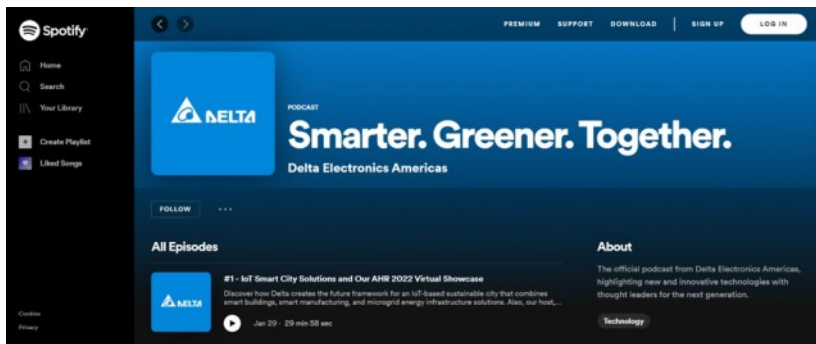 Spotify
PREMIUM SUPPORT DOWNLOAD | SIGN UP LOG IN
Home
Search
Your Library
Create Playlist
Liked Songs
Cookies
Privacy
DELTA
PODCAST
Smarter. Greener. Together.
Delta Electronics Americas
FOLLOW ...
All Episodes
DELTA
#1 - IoT Smart City Solutions and Our AHR 2022 Virtual Showcase
Discover how Delta creates the future framework for an IoT-based sustainable city that combines
smart buildings, smart manufacturing, and microgrid energy infrastructure solutions. Also, our host,...
Jan 29 · 29 min 58 sec
About
The official podcast from Delta Electronics Americas,
highlighting new and innovative technologies with
thought leaders for the next generation.
Technology